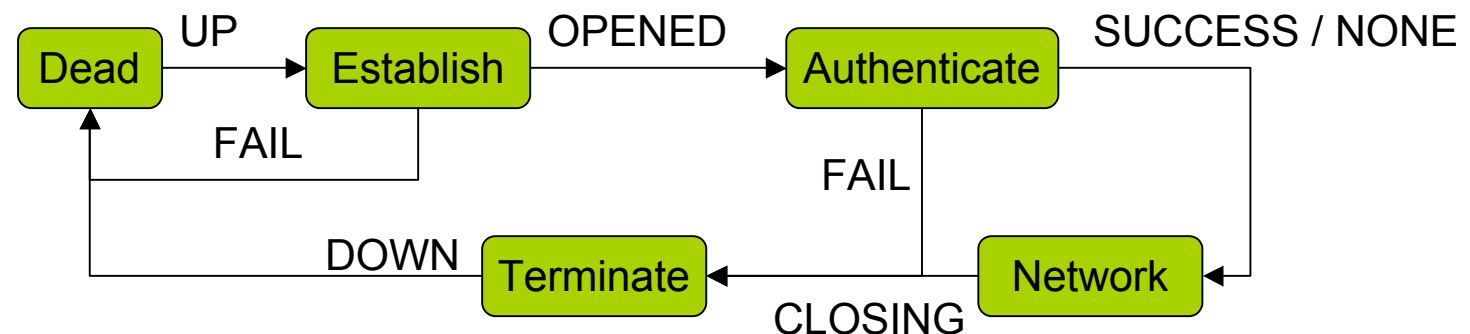 UP
OPENED
SUCCESS / NONE
Dead
Establish
Authenticate
FAIL
FAIL
DOWN
Terminate
Network
CLOSING